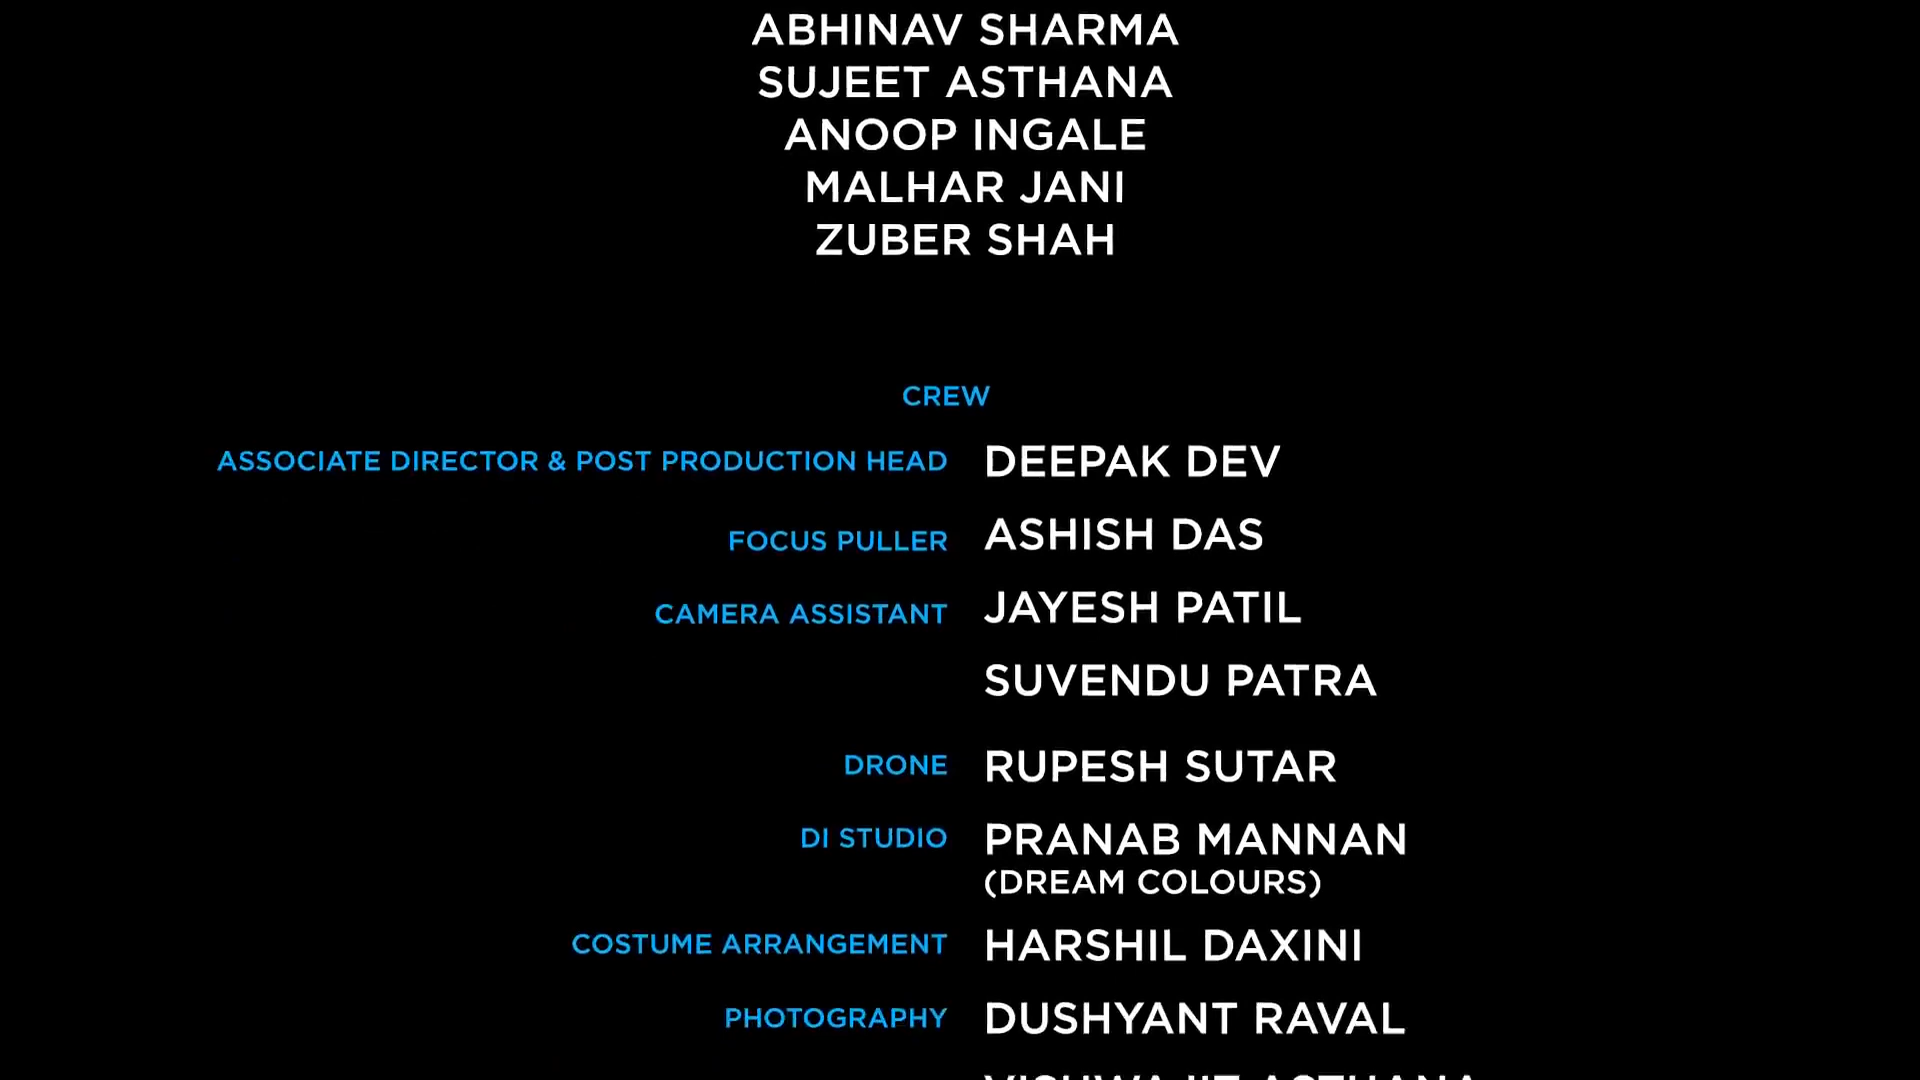 ABHINAV SHARMA
SUJEET ASTHANA
ANOOP INGALE
MALHAR JANI
ZUBER SHAH
CREW
ASSOCIATE DIRECTOR & POST PRODUCTION HEAD DEEPAK DEV
FOCUS PULLER ASHISH DAS
CAMERA ASSISTANT JAYESH PATIL
SUVENDU PATRA
DRONE RUPESH SUTAR
DI STUDIO PRANAB MANNAN
(DREAM COLOURS)
COSTUME ARRANGEMENT HARSHIL DAXINI
PHOTOGRAPHY DUSHYANT RAVAL